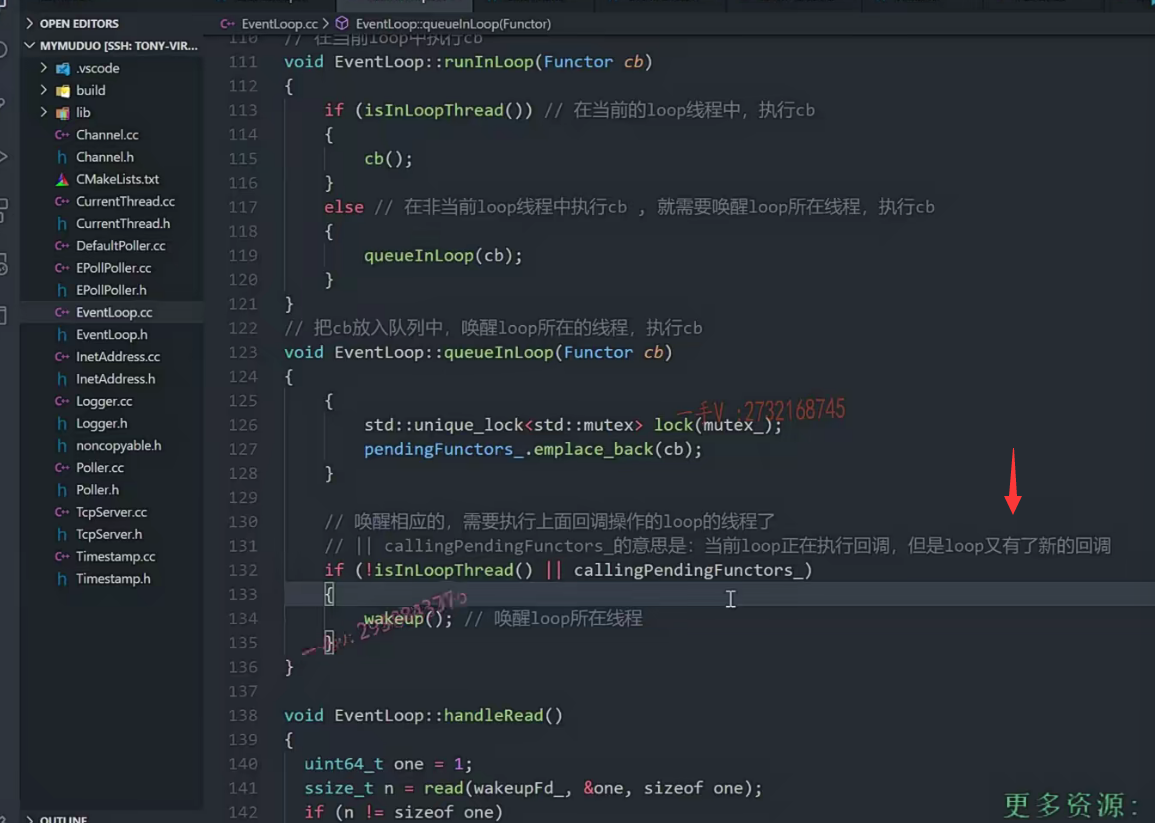 OPEN EDITORS
MYMUDUO [SSH: TONY-VIR...
.vscode
build
lib
Channel.cc
Channel.h
CMakeLists.txt
CurrentThread.cc
CurrentThread.h
DefaultPoller.cc
EPollPoller.cc
EPollPoller.h
EventLoop.cc
EventLoop.h
InetAddress.cc
InetAddress.h
Logger.cc
Logger.h
noncopyable.h
Poller.cc
Poller.h
TcpServer.cc
TcpServer.h
Timestamp.cc
Timestamp.h
OUTLINE
EventLoop.cc > EventLoop::queueInLoop(Functor)
110 // 在当前loop中执行cb
111 void EventLoop::runInLoop(Functor cb)
112 {
113 if (isInLoopThread()) // 在当前的loop线程中，执行cb
114 {
115 cb();
116 }
117 else // 在非当前loop线程中执行cb ，就需要唤醒loop所在线程，执行cb
118 {
119 queueInLoop(cb);
120 }
121 }
122 // 把cb放入队列中，唤醒loop所在的线程，执行cb
123 void EventLoop::queueInLoop(Functor cb)
124 {
125 {
126 std::unique_lock<std::mutex> lock(mutex_);
127 pendingFunctors_.emplace_back(cb);
128 }
129
130 // 唤醒相应的，需要执行上面回调操作的loop的线程了
131 // || callingPendingFunctors_的意思是：当前loop正在执行回调，但是loop又有了新的回调
132 if (!isInLoopThread() || callingPendingFunctors_)
133 {
134 wakeup(); // 唤醒loop所在线程
135 }
136 }
137
138 void EventLoop::handleRead()
139 {
140 uint64_t one = 1;
141 ssize_t n = read(wakeupFd_, &one, sizeof one);
142 if (n != sizeof one)
一手V :2732168745
更多资源: